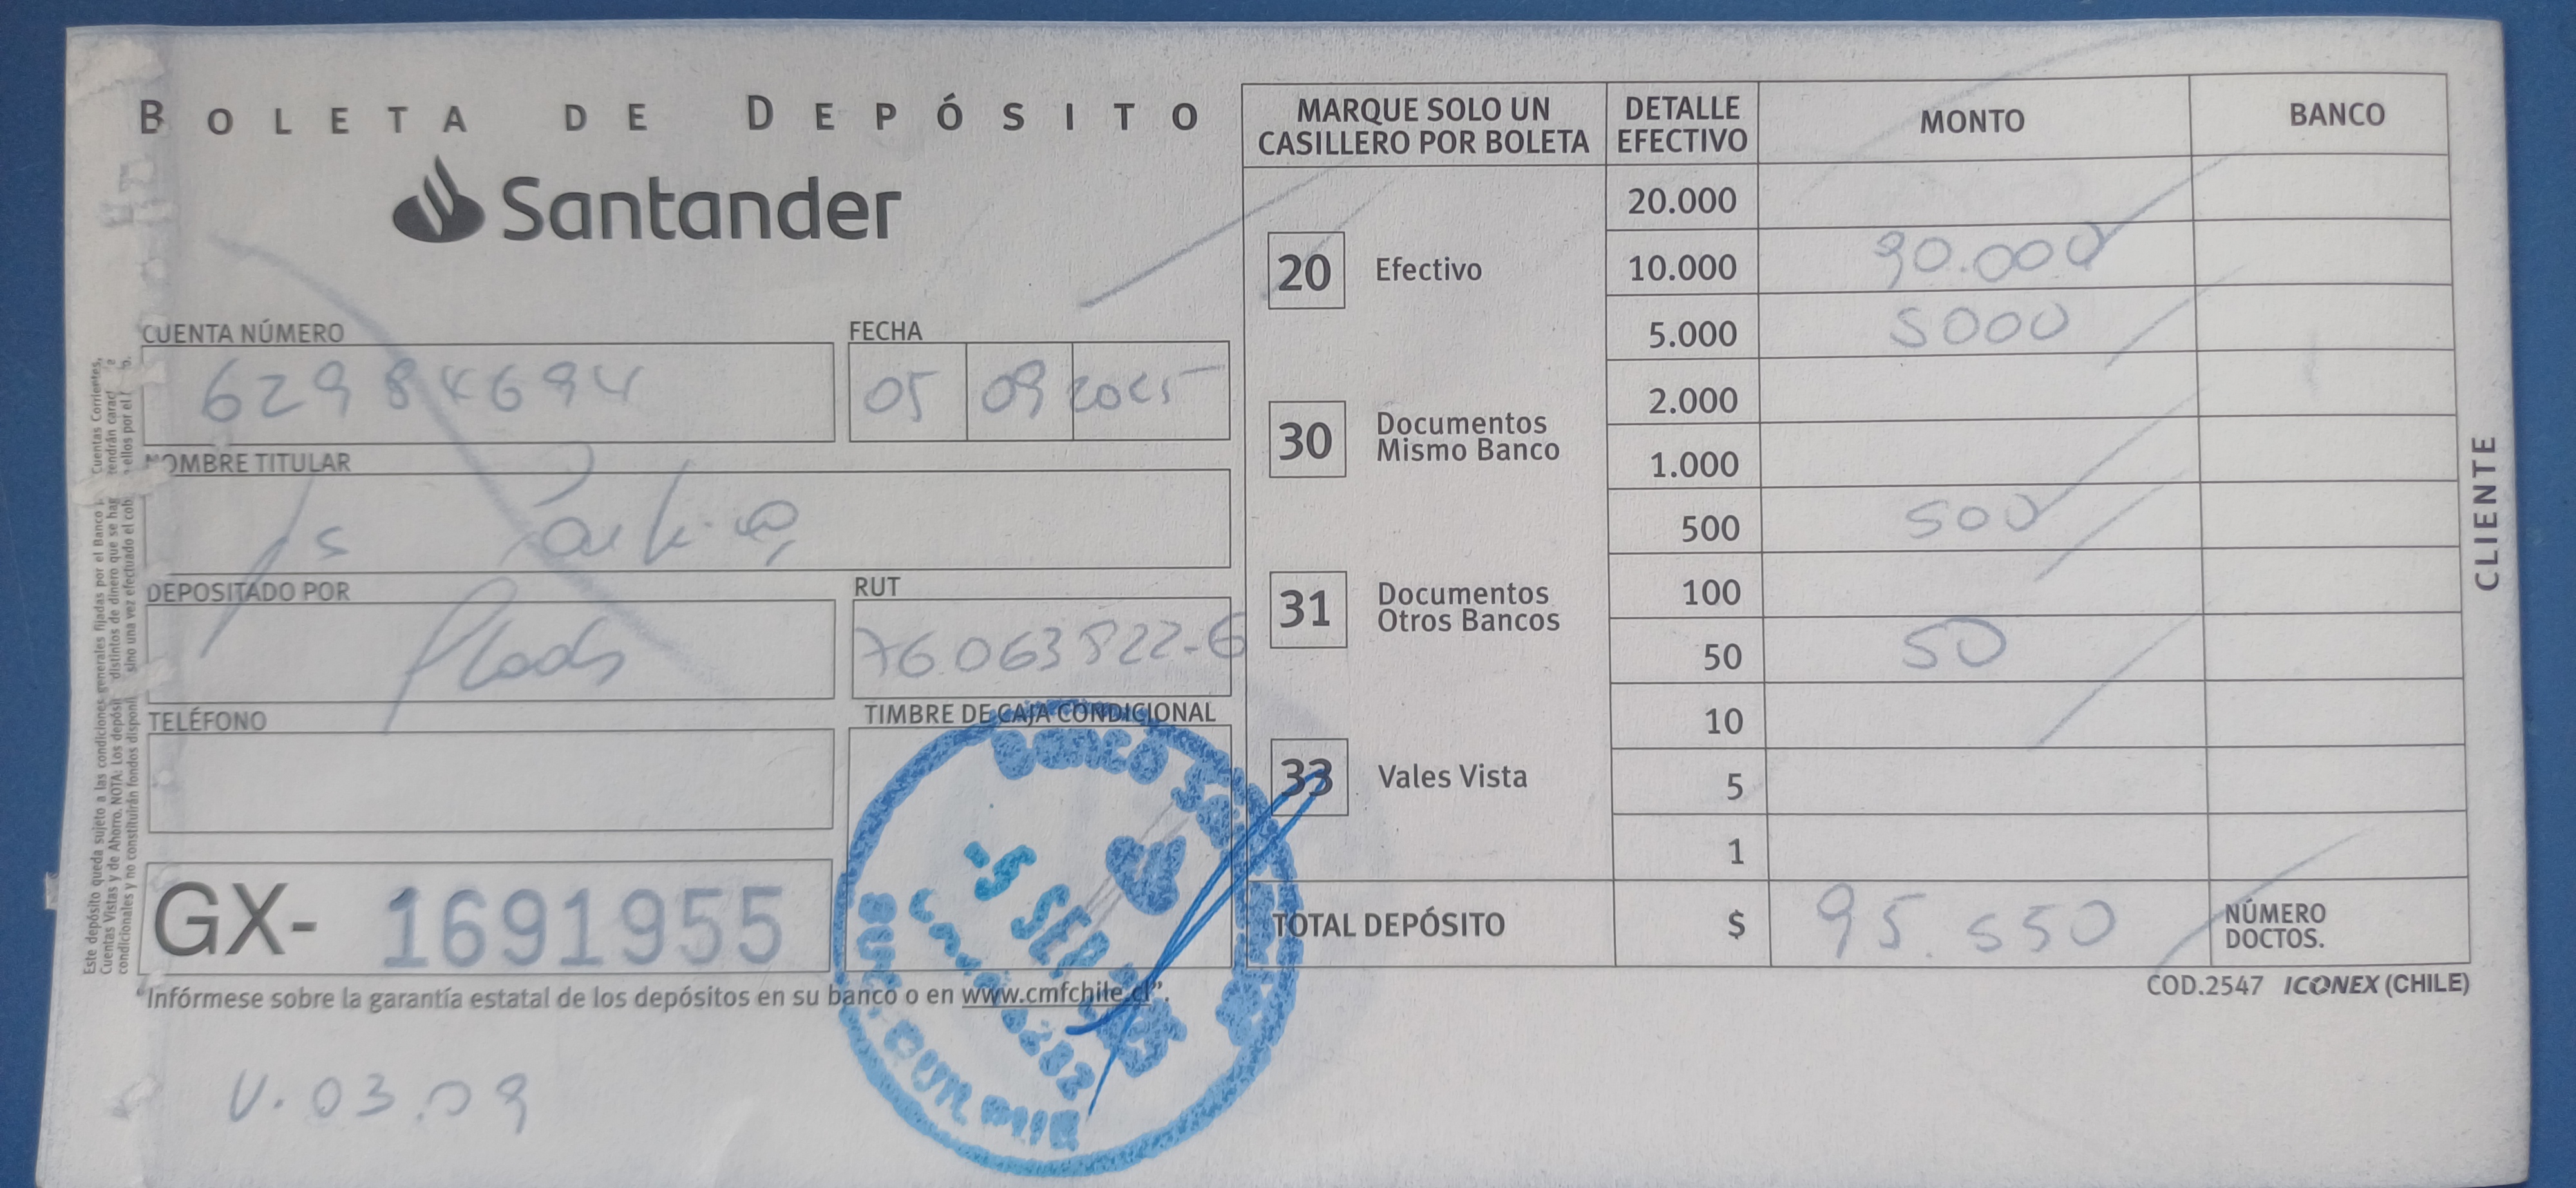 BOLETA DE DEPÓSITO
Santander
CUENTA NÚMERO
62984694
FECHA
05 09 2025
NOMBRE TITULAR
DEPOSITADO POR
RUT
76.063822-6
TELÉFONO
TIMBRE DE CAJA CONDICIONAL
BANCO
5 SEP
GX- 1691955
"Infórmese sobre la garantía estatal de los depósitos en su banco o en www.cmfchile.cl".
V. 03.09
MARQUE SOLO UN CASILLERO POR BOLETA
20 Efectivo
30 Documentos Mismo Banco
31 Documentos Otros Bancos
33 Vales Vista
DETALLE EFECTIVO MONTO BANCO
20.000
10.000 90.000
5.000 5000
2.000
1.000
500 500
100
50 50
10
5
1
TOTAL DEPÓSITO $ 95.550 NÚMERO DOCTOS.
COD.2547 ICONEX (CHILE)
CLIENTE